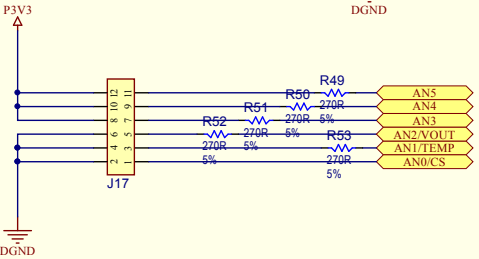 P3V3
DGND
R49
R50
R51
R52
R53
270R
5%
270R
5%
270R
5%
270R
5%
270R
5%
12 11
10 9
8 7
6 5
4 3
2 1
J17
AN5
AN4
AN3
AN2/VOUT
AN1/TEMP
AN0/CS
DGND